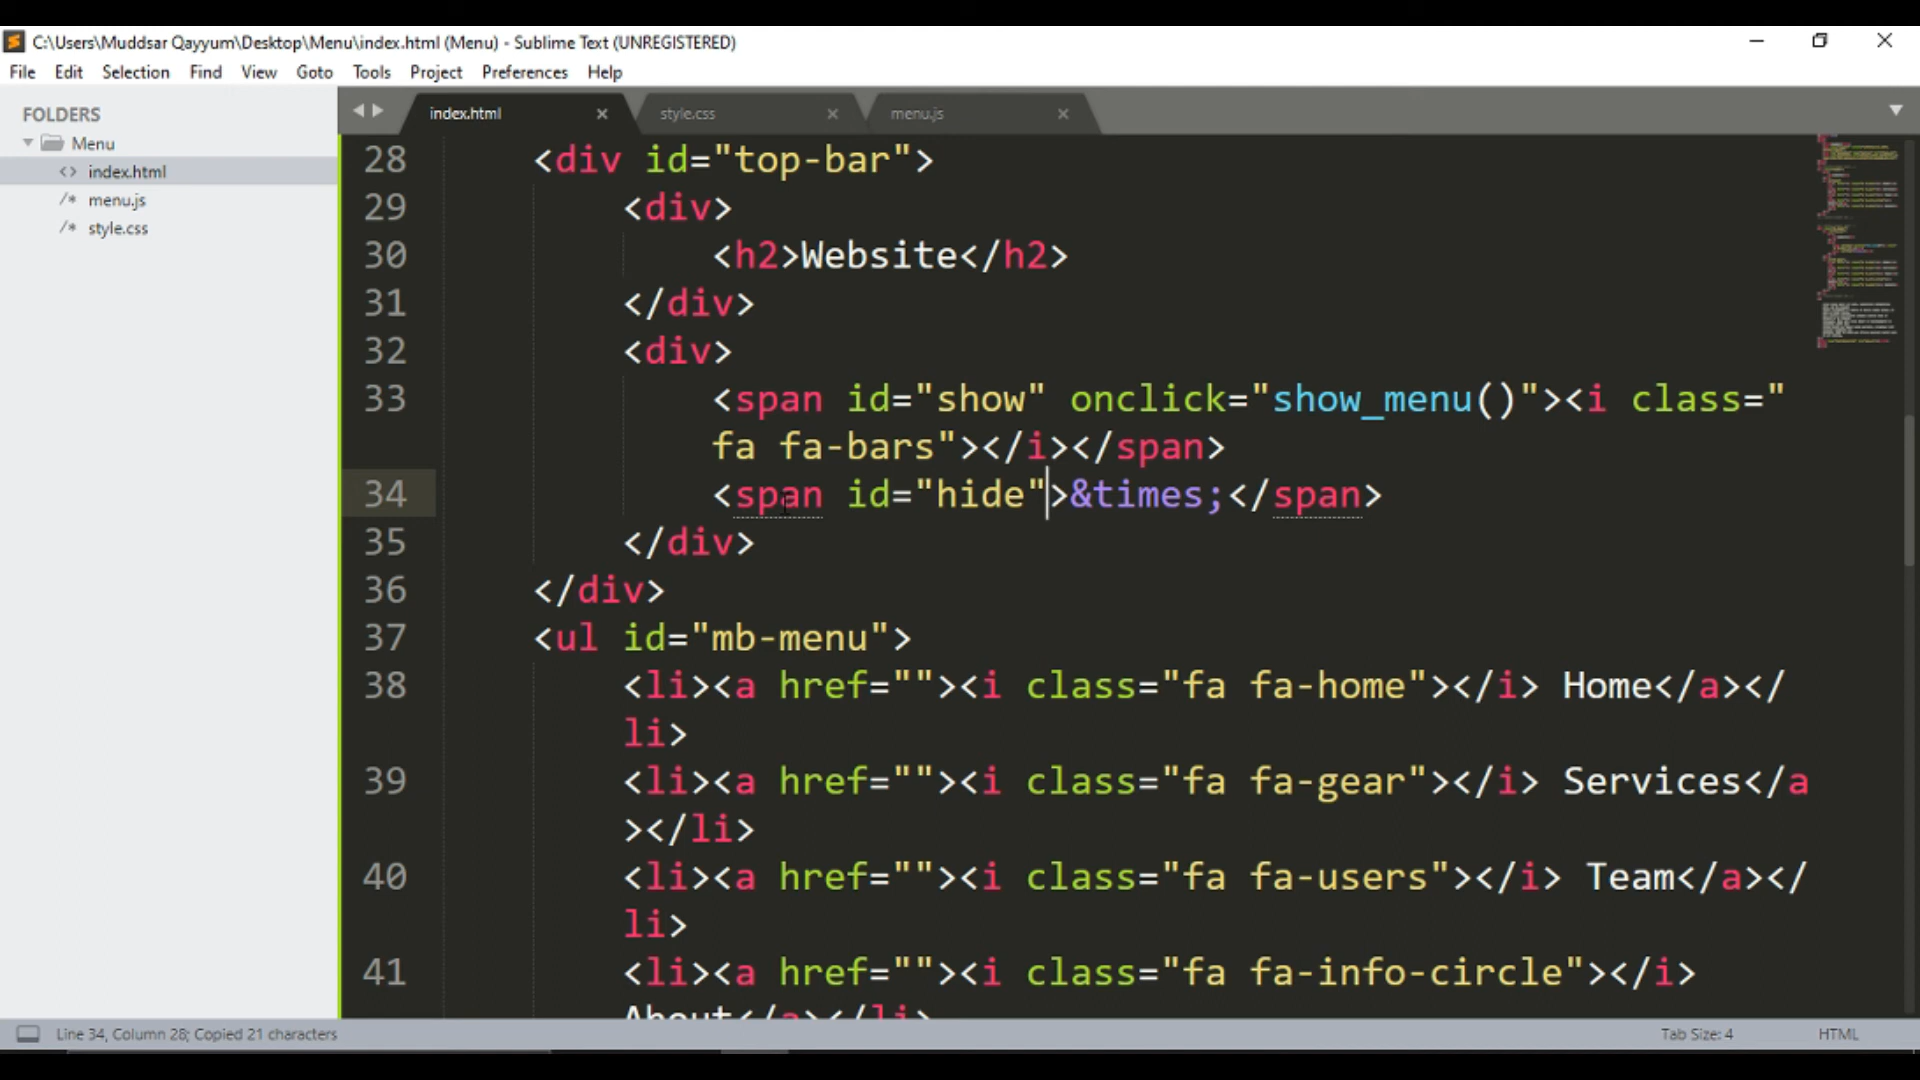 C:\Users\Muddsar Qayyum\Desktop\Menu\index.html (Menu) - Sublime Text (UNREGISTERED)
File Edit Selection Find View Goto Tools Project Preferences Help
FOLDERS
Menu
<> index.html
/* menu.js
/* style.css
index.html style.css menu.js
28 <div id="top-bar">
29 <div>
30 <h2>Website</h2>
31 </div>
32 <div>
33 <span id="show" onclick="show_menu()"><i class="
fa fa-bars"></i></span>
34 <span id="hide">&times;</span>
35 </div>
36 </div>
37 <ul id="mb-menu">
38 <li><a href=""><i class="fa fa-home"></i> Home</a></
li>
39 <li><a href=""><i class="fa fa-gear"></i> Services</a
></li>
40 <li><a href=""><i class="fa fa-users"></i> Team</a></
li>
41 <li><a href=""><i class="fa fa-info-circle"></i>
About</a></li>
Line 34, Column 28; Copied 21 characters
Tab Size: 4
HTML